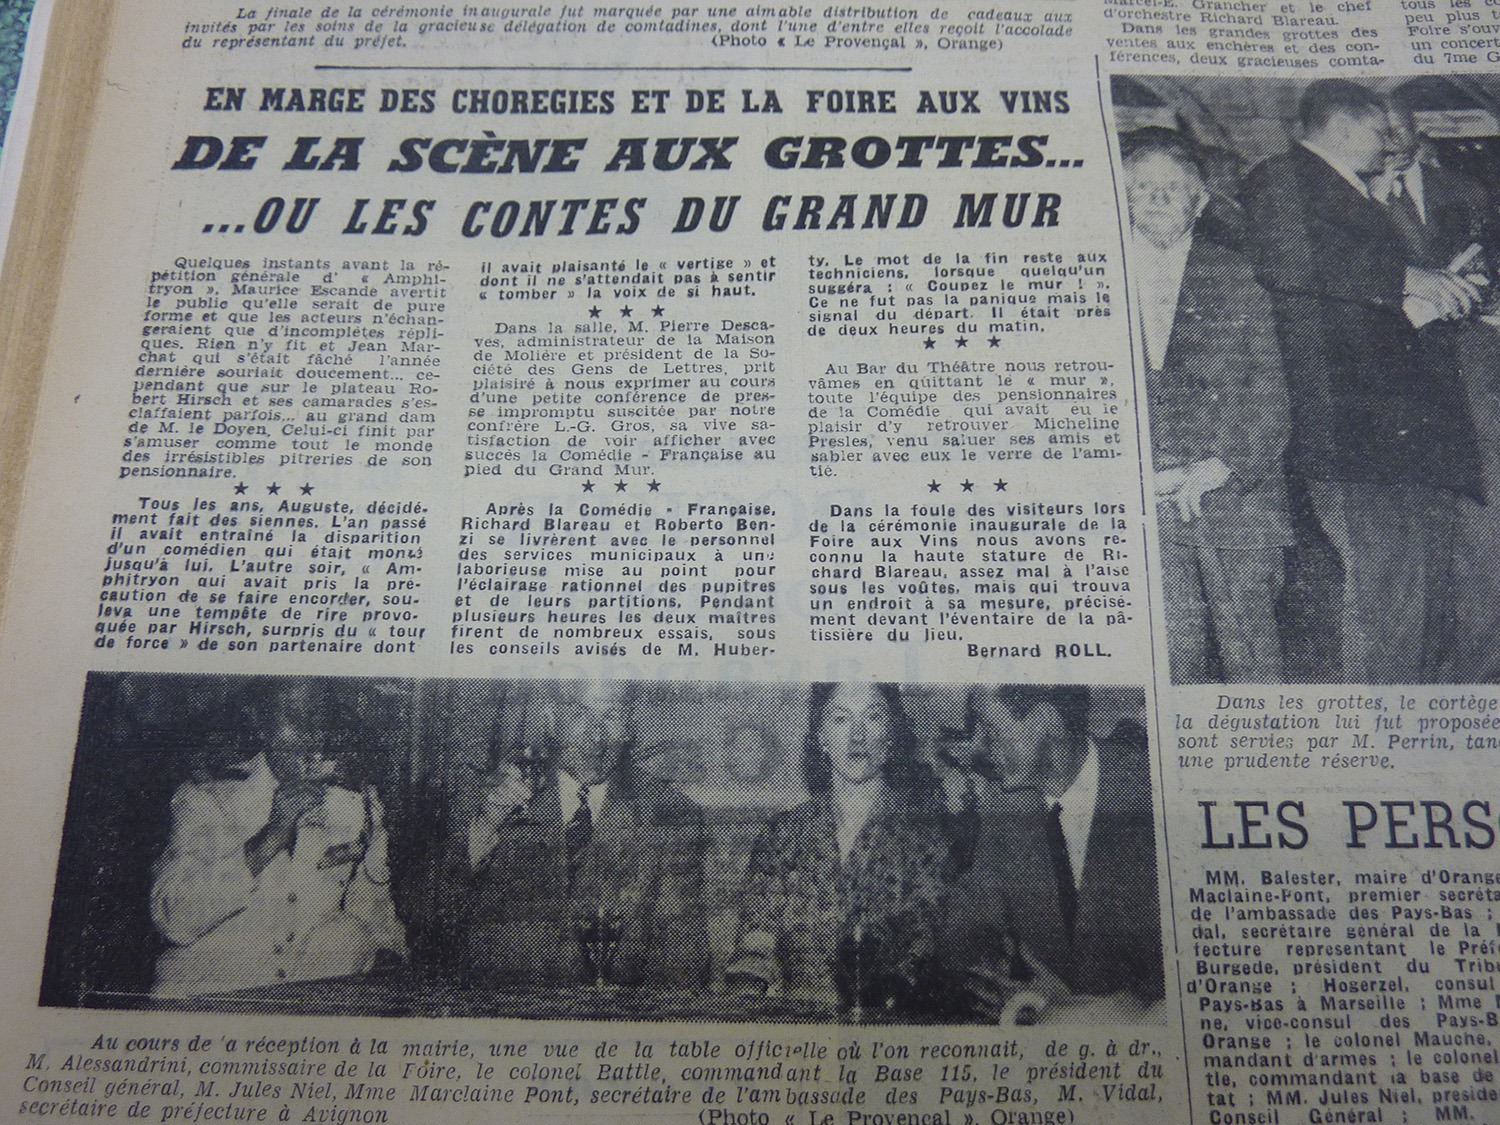 La finale de la cérémonie inaugurale fut marquée par une aimable distribution de cadeaux aux
invités par les soins de la gracieuse délégation de comtadines, dont l'une d'entre elles reçoit l'accolade
du représentant du préfet.
(Photo « Le Provençal », Orange)
EN MARGE DES CHOREGIES ET DE LA FOIRE AUX VINS
DE LA SCÈNE AUX GROTTES...
...OU LES CONTES DU GRAND MUR
Quelques instants avant la ré-
pétition générale d' « Amphi-
tryon », Maurice Escande avertit
le public qu'elle serait de pure
forme et que les acteurs n'échan-
geraient que d'incomplètes répli-
ques. Rien n'y fit et Jean Mar-
chat qui s'était fâché l'année
dernière souriait doucement... ce-
pendant que sur le plateau Ro-
bert Hirsch et ses camarades s'es-
claffaient parfois... au grand dam
de M. le Doyen. Celui-ci finit par
s'amuser comme tout le monde
des irrésistibles pitreries de son
pensionnaire.
★ ★ ★
Tous les ans, Auguste, décidé-
ment fait des siennes. L'an passé
il avait entraîné la disparition
d'un comédien qui était monté
jusqu'à lui. L'autre soir, « Am-
phitryon qui avait pris la pré-
caution de se faire encorder, sou-
leva une tempête de rire provo-
quée par Hirsch, surpris du « tour
de force » de son partenaire dont
il avait plaisanté le « vertige » et
dont il ne s'attendait pas à sentir
« tomber » la voix de si haut.
★ ★ ★
Dans la salle, M. Pierre Desca-
ves, administrateur de la Maison
de Molière et président de la So-
ciété des Gens de Lettres, prit
plaisiré à nous exprimer au cours
d'une petite conférence de pres-
se impromptu suscitée par notre
confrère L.-G. Gros, sa vive sa-
tisfaction de voir afficher avec
succès la Comédie - Française au
pied du Grand Mur.
★ ★ ★
Après la Comédie - Française,
Richard Blareau et Roberto Ben-
zi se livrèrent avec le personnel
des services municipaux à une
laborieuse mise au point pour
l'éclairage rationnel des pupitres
et de leurs partitions. Pendant
plusieurs heures les deux maîtres
firent de nombreux essais, sous
les conseils avisés de M. Huber-
ty. Le mot de la fin reste aux
techniciens, lorsque quelqu'un
suggéra : « Coupez le mur ! ».
Ce ne fut pas la panique mais le
signal du départ. Il était près
de deux heures du matin.
★ ★ ★
Au Bar du Théâtre nous retrou-
vâmes en quittant le « mur »,
toute l'équipe des pensionnaires
de la Comédie qui avait eu le
plaisir d'y retrouver Micheline
Presles, venu saluer ses amis et
sabler avec eux le verre de l'ami-
tié.
★ ★ ★
Dans la foule des visiteurs lors
de la cérémonie inaugurale de la
Foire aux Vins nous avons re-
connu la haute stature de Ri-
chard Blareau, assez mal à l'aise
sous les voûtes, mais qui trouva
un endroit à sa mesure, précisé-
ment devant l'éventaire de la pâ-
tissière du lieu.
Bernard ROLL.
Au cours de 'a réception à la mairie, une vue de la table officielle où l'on reconnait, de g. à dr.,
M. Alessandrini, commissaire de la Foire, le colonel Battle, commandant la Base 115, le président du
Conseil général, M. Jules Niel, Mme Marclaine Pont, secrétaire de l'ambassade des Pays-Bas, M. Vidal,
secrétaire de préfecture à Avignon
(Photo « Le Provençal », Orange)
Marcel-E. Grancher et le chef
d'orchestre Richard Blareau.
Dans les grandes grottes des
ventes aux enchères et des con-
férences, deux gracieuses comta-
tous les
peu plus t
Foire s'ouv
un concert
du 7me G
Dans les grottes, le cortège
la dégustation lui fut proposée
sont servies par M. Perrin, tan
une prudente réserve.
LES PERS
MM. Balester, maire d'Orange
Maclaine-Pont, premier secréta
de l'ambassade des Pays-Bas ;
dal, secrétaire général de la
fecture representant le Préf
Burgede, président du Trib
d'Orange ; Hogerzel, consul
Pays-Bas à Marseille ; Mme
ne, vice-consul des Pays-B
Orange ; le colonel Mauche,
mandant d'armes ; le colonel
tle, commandant la base de
tat ; MM. Jules Niel, preside
Conseil Général ; MM.